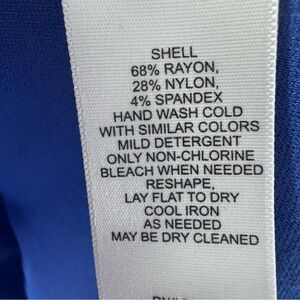 SHELL
68% RAYON,
28% NYLON,
4% SPANDEX
HAND WASH COLD
WITH SIMILAR COLORS
MILD DETERGENT
ONLY NON-CHLORINE
BLEACH WHEN NEEDED
RESHAPE,
LAY FLAT TO DRY
COOL IRON
AS NEEDED
MAY BE DRY CLEANED